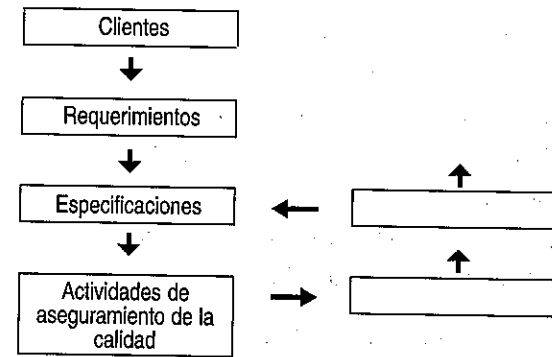 Clientes
Requerimientos
Especificaciones
Actividades de
aseguramiento de la
calidad